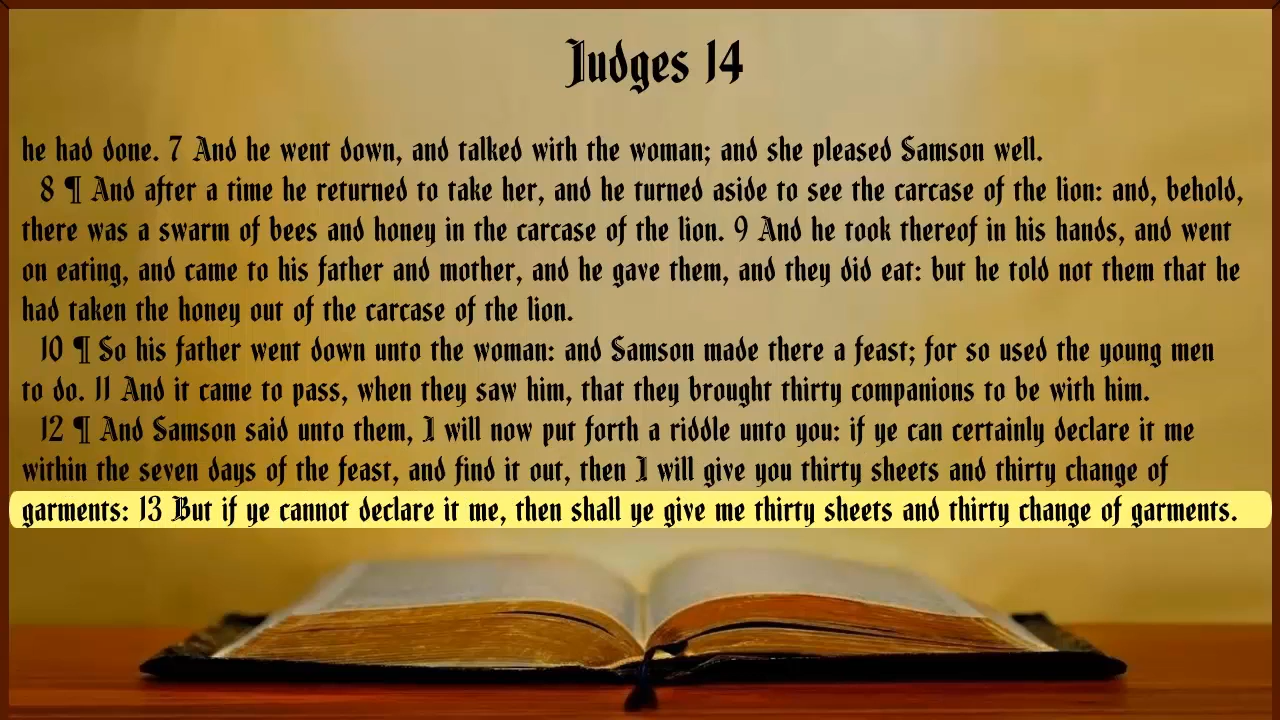 Judges 14
he had done. 7 And he went down, and talked with the woman; and she pleased Samson well.
8 ¶ And after a time he returned to take her, and he turned aside to see the carcase of the lion: and, behold,
there was a swarm of bees and honey in the carcase of the lion. 9 And he took thereof in his hands, and went
on eating, and came to his father and mother, and he gave them, and they did eat: but he told not them that he
had taken the honey out of the carcase of the lion.
10 ¶ So his father went down unto the woman: and Samson made there a feast; for so used the young men
to do. 11 And it came to pass, when they saw him, that they brought thirty companions to be with him.
12 ¶ And Samson said unto them, I will now put forth a riddle unto you: if ye can certainly declare it me
within the seven days of the feast, and find it out, then I will give you thirty sheets and thirty change of
garments: 13 But if ye cannot declare it me, then shall ye give me thirty sheets and thirty change of garments.